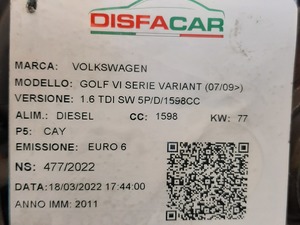 DISFACAR
MARCA: VOLKSWAGEN
MODELLO: GOLF VI SERIE VARIANT (07/09>)
VERSIONE: 1.6 TDI SW 5P/D/1598CC
ALIM.: DIESEL CC: 1598 KW: 77
P5: CAY
EMISSIONE: EURO 6
NS: 477/2022
DATA:18/03/2022 17:44:00
ANNO IMM: 2011